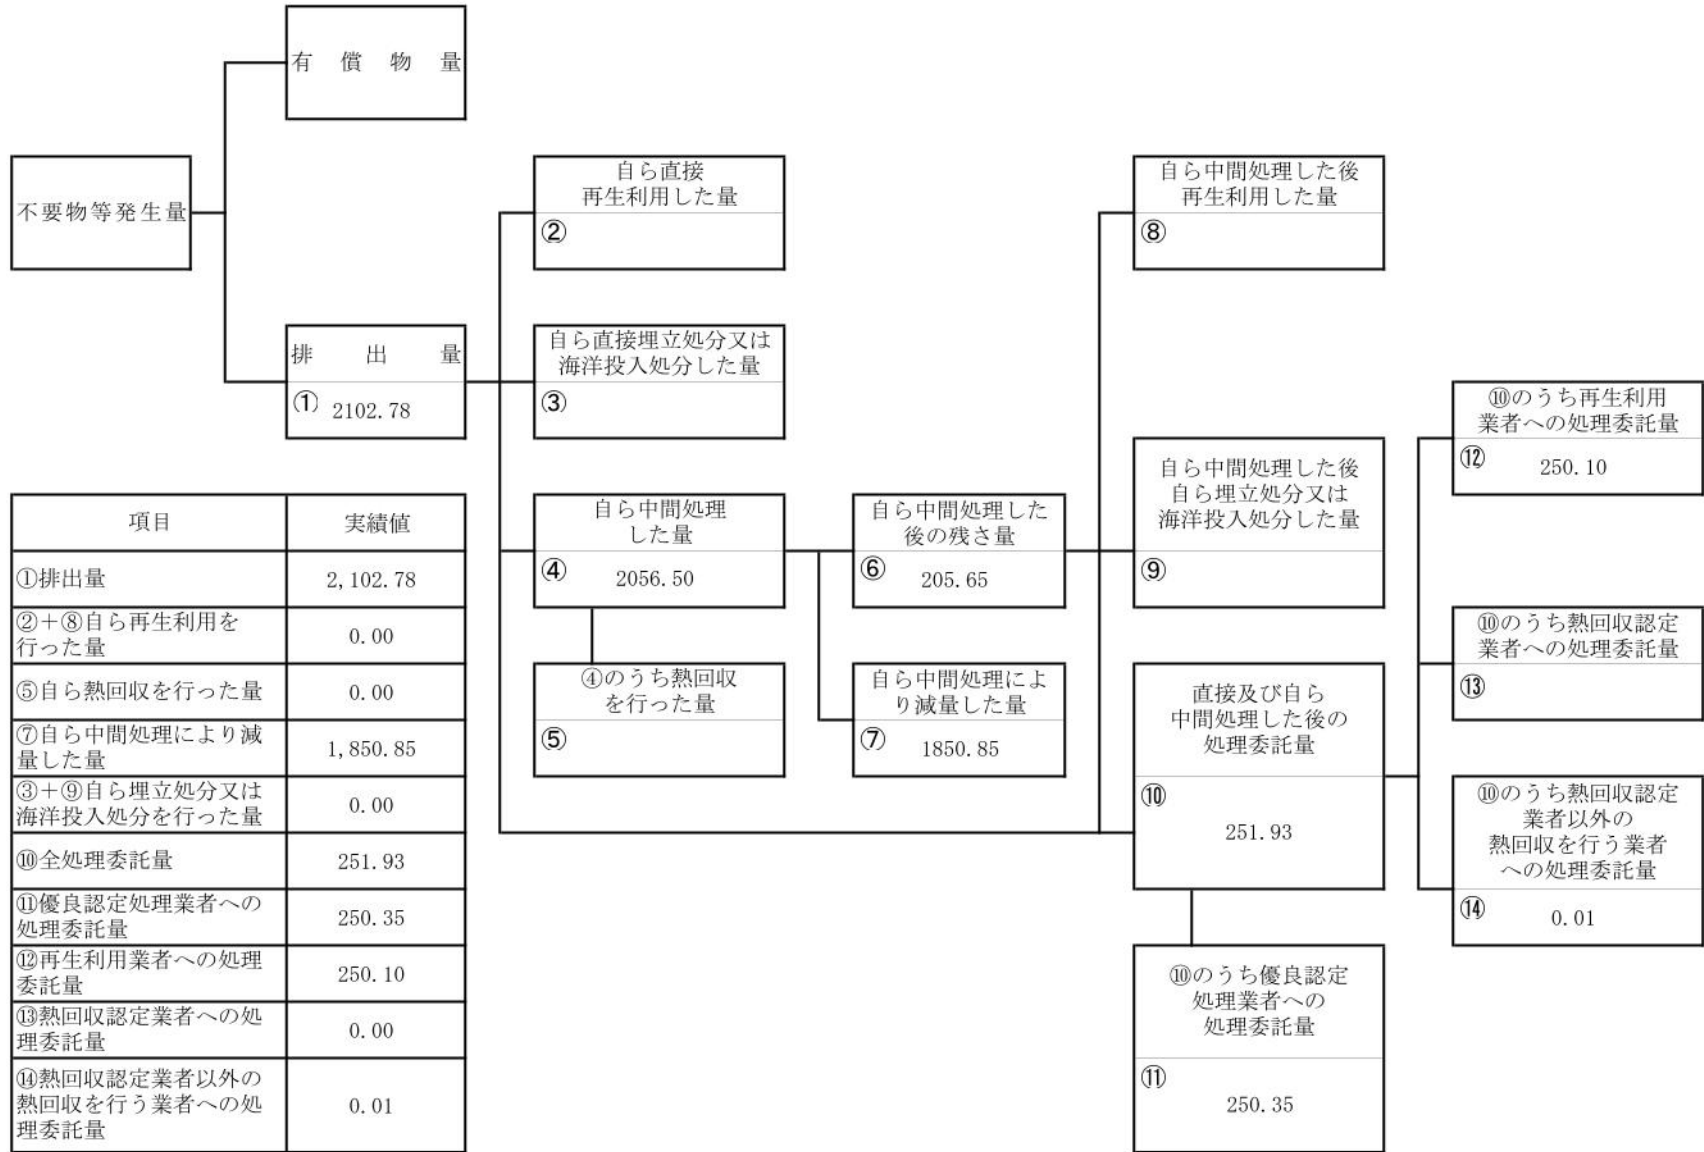 有償物量
不要物等発生量
排出量
① 2102.78
自ら直接
再生利用した量
②
自ら直接埋立処分又は
海洋投入処分した量
③
自ら中間処理
した量
④ 2056.50
④のうち熱回収
を行った量
⑤
自ら中間処理した
後の残さ量
⑥ 205.65
自ら中間処理によ
り減量した量
⑦ 1850.85
自ら中間処理した後
再生利用した量
⑧
自ら中間処理した後
自ら埋立処分又は
海洋投入処分した量
⑨
直接及び自ら
中間処理した後の
処理委託量
⑩
251.93
⑩のうち優良認定
処理業者への
処理委託量
⑪
250.35
⑩のうち再生利用
業者への処理委託量
⑫ 250.10
⑩のうち熱回収認定
業者への処理委託量
⑬
⑩のうち熱回収認定
業者以外の
熱回収を行う業者
への処理委託量
⑭ 0.01
項目 実績値
①排出量 2,102.78
②＋⑧自ら再生利用を
行った量 0.00
⑤自ら熱回収を行った量 0.00
⑦自ら中間処理により減
量した量 1,850.85
③＋⑨自ら埋立処分又は
海洋投入処分を行った量 0.00
⑩全処理委託量 251.93
⑪優良認定処理業者への
処理委託量 250.35
⑫再生利用業者への処理
委託量 250.10
⑬熱回収認定業者への処
理委託量 0.00
⑭熱回収認定業者以外の
熱回収を行う業者への処
理委託量 0.01